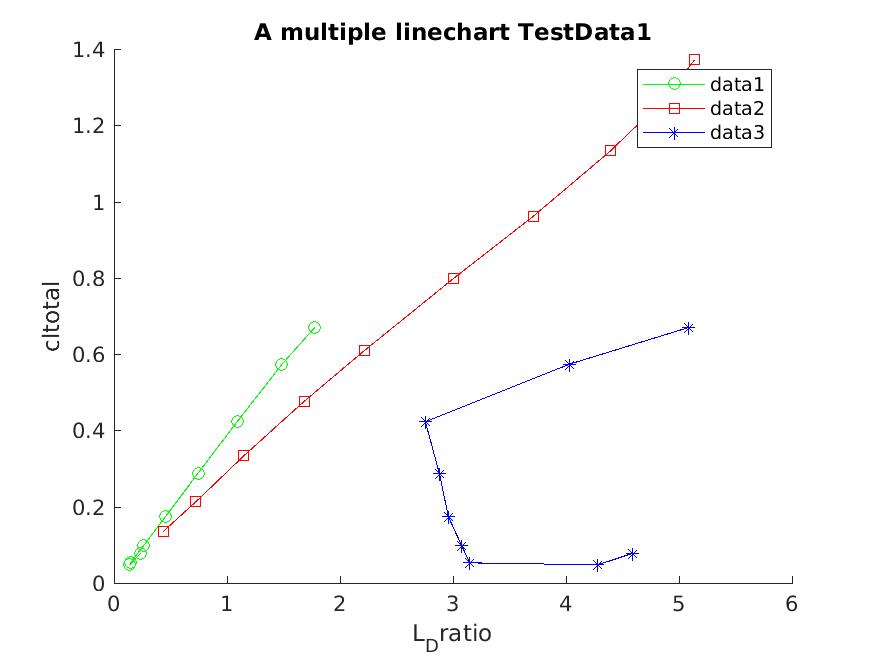 A multiple linechart TestData1
1.4
1.2
1
0.8
0.6
0.4
0.2
0
cltotal
data1
data2
data3
0 1 2 3 4 5 6
L_Dratio